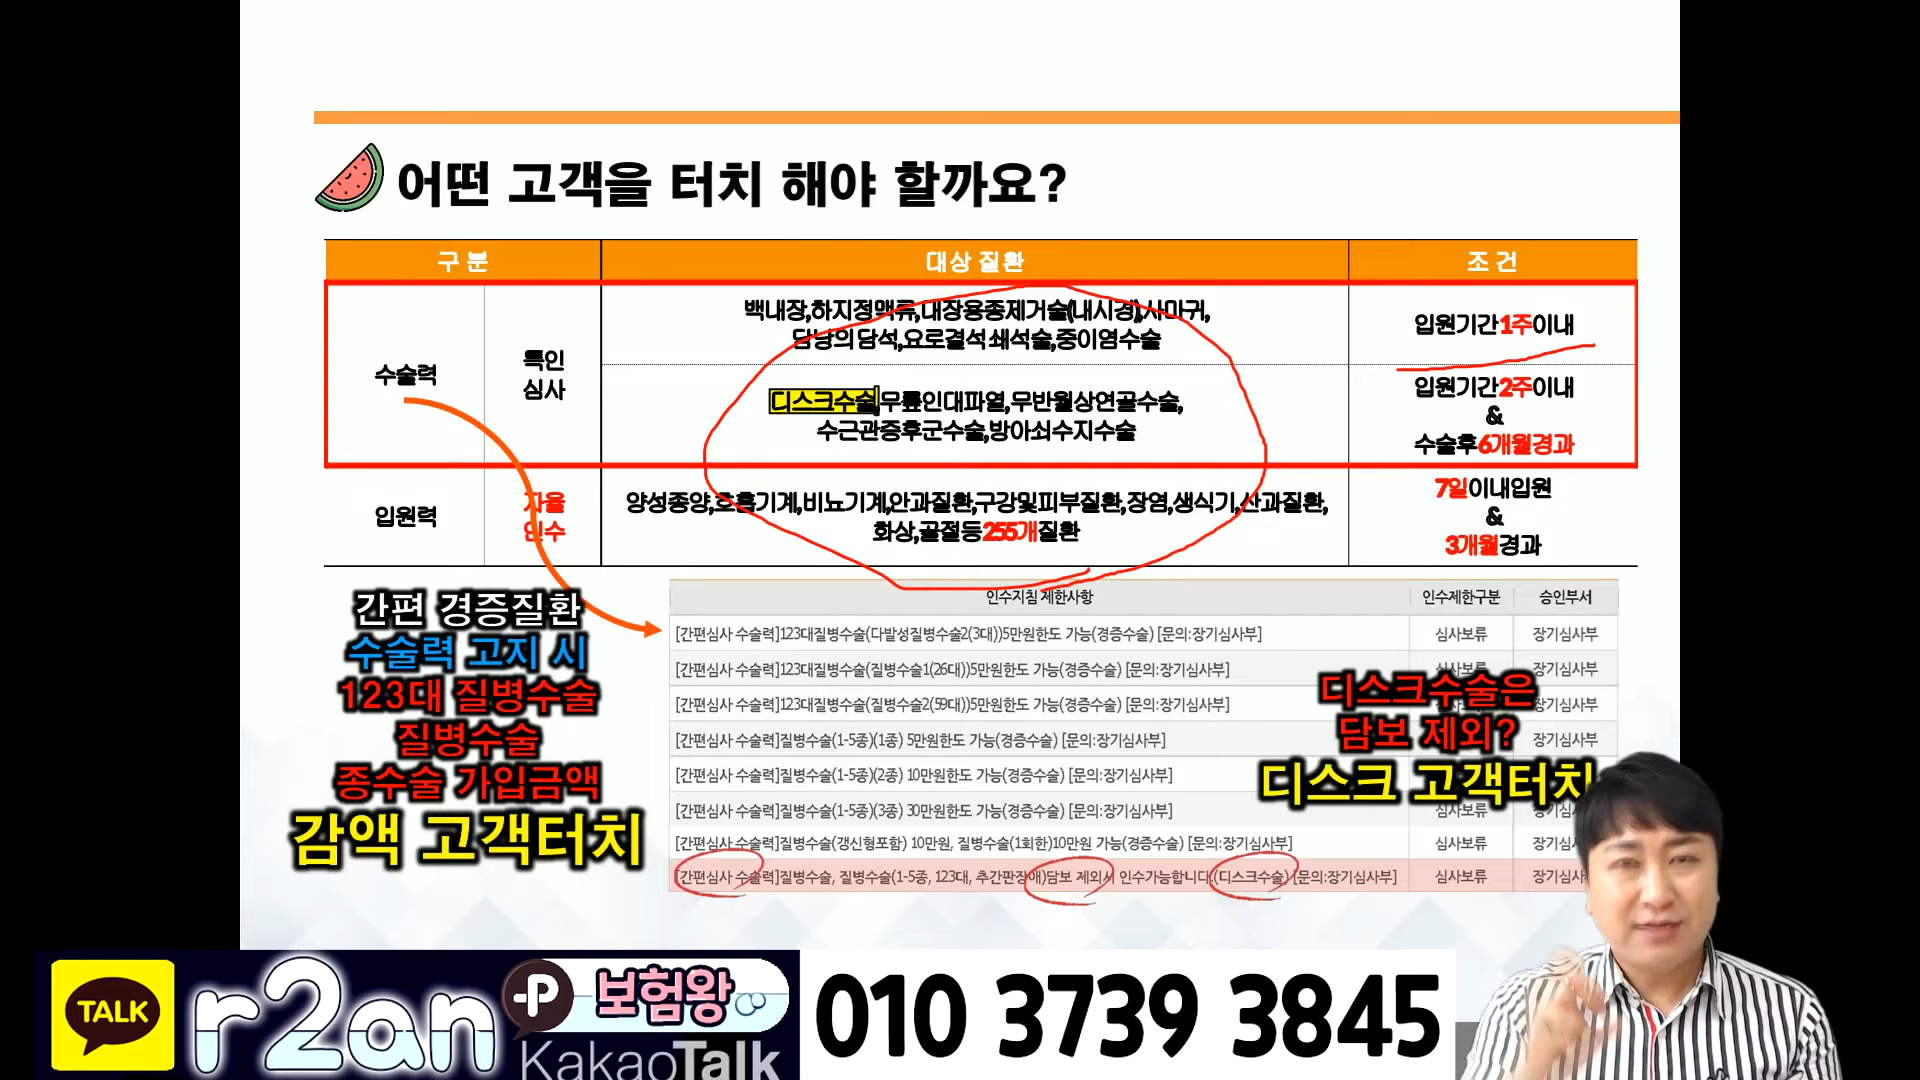 어떤 고객을 터치 해야 할까요?
구 분
대상 질환
조 건
수술력
특인
심사
백내장,하지정맥류,대장용종제거술(내시경),사마귀,
담낭의 담석,요로결석 쇄석술,중이염수술
입원기간 1주이내
디스크수술,무릎인대파열,무반월상연골수술,
수근관증후군수술,방아쇠수지수술
입원기간 2주이내
&
수술후 6개월경과
입원력
자율
인수
양성종양,호흡기계,비뇨기계,안과질환,구강및피부질환,장염,생식기,산과질환,
화상,골절등 255개 질환
7일이내입원
&
3개월경과
간편 경증질환
수술력 고지 시
123대 질병수술
질병수술
종수술 가입금액
감액 고객터치
인수지침 제한사항
인수제한구분
승인부서
[간편심사 수술력]123대질병수술(다발성질병수술2(3대))5만원한도 가능(경증수술) [문의:장기심사부]
심사보류
장기심사부
[간편심사 수술력]123대질병수술(질병수술1(26대))5만원한도 가능(경증수술) [문의:장기심사부]
심사보류
장기심사부
[간편심사 수술력]123대질병수술(질병수술2(59대))5만원한도 가능(경증수술) [문의:장기심사부]
장기심사부
[간편심사 수술력]질병수술(1-5종)(1종) 5만원한도 가능(경증수술) [문의:장기심사부]
장기심사부
[간편심사 수술력]질병수술(1-5종)(2종) 10만원한도 가능(경증수술) [문의:장기심사부]
[간편심사 수술력]질병수술(1-5종)(3종) 30만원한도 가능(경증수술) [문의:장기심사부]
심사보류
[간편심사 수술력]질병수술(갱신형포함) 10만원, 질병수술(1회한)10만원 가능(경증수술) [문의:장기심사부]
심사보류
[간편심사 수술력]질병수술, 질병수술(1-5종, 123대, 추간판장애)담보 제외시 인수가능합니다.(디스크수술) [문의:장기심사부]
심사보류
디스크수술은
담보 제외?
디스크 고객터치
TALK
r2an
P
보험왕
KakaoTalk
010 3739 3845